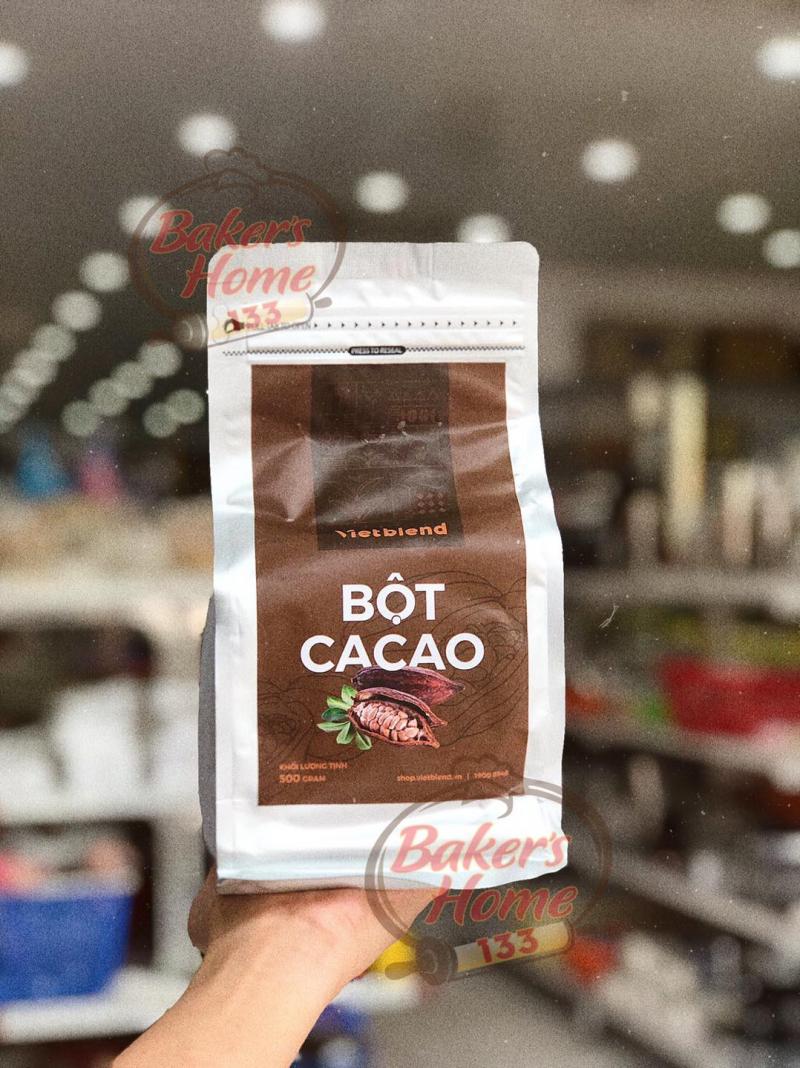 Baker's
Home
133
PRESS TO RESEAL
vietblend
BỘT
CACAO
KHỐI LƯỢNG TỊNH
500 GRAM
shop.vietblend.vn | 1900
Baker's
Home
133